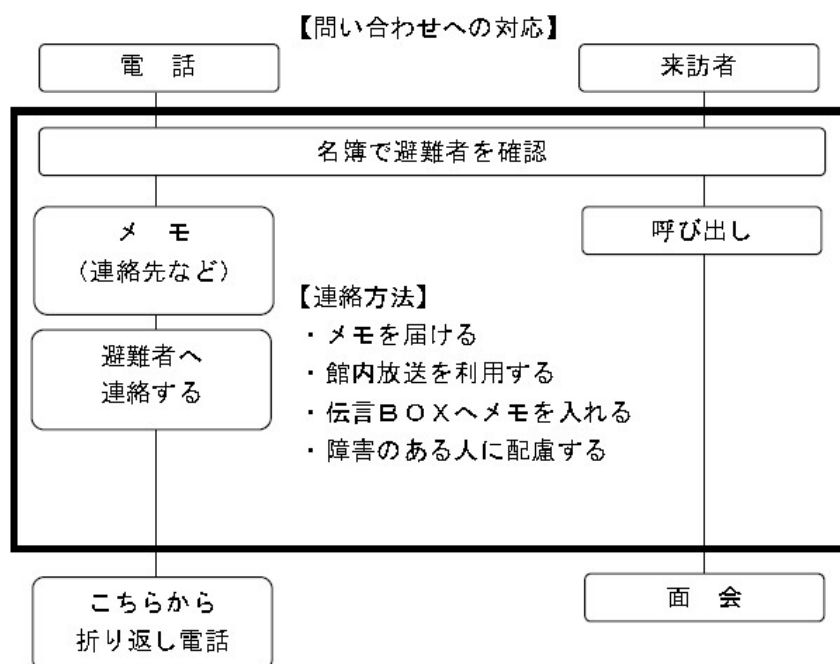 【問い合わせへの対応】
電　話
来訪者
名簿で避難者を確認
メ　モ
（連絡先など）
呼び出し
【連絡方法】
・メモを届ける
・館内放送を利用する
・伝言ＢＯＸへメモを入れる
・障害のある人に配慮する
避難者へ
連絡する
こちらから
折り返し電話
面　会